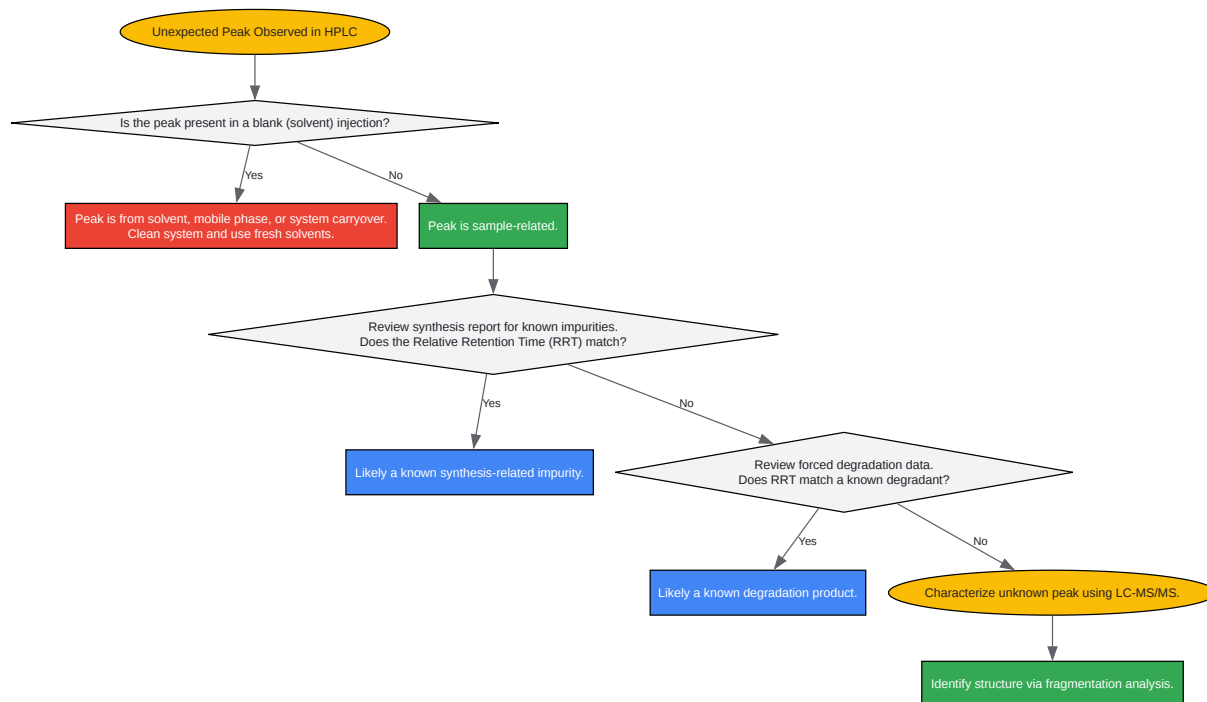 Unexpected Peak Observed in HPLC
Is the peak present in a blank (solvent) injection?
Yes
No
Peak is from solvent, mobile phase, or system carryover.
Clean system and use fresh solvents.
Peak is sample-related.
Review synthesis report for known impurities.
Does the Relative Retention Time (RRT) match?
Yes
No
Likely a known synthesis-related impurity.
Review forced degradation data.
Does RRT match a known degradant?
Yes
No
Likely a known degradation product.
Characterize unknown peak using LC-MS/MS.
Identify structure via fragmentation analysis.